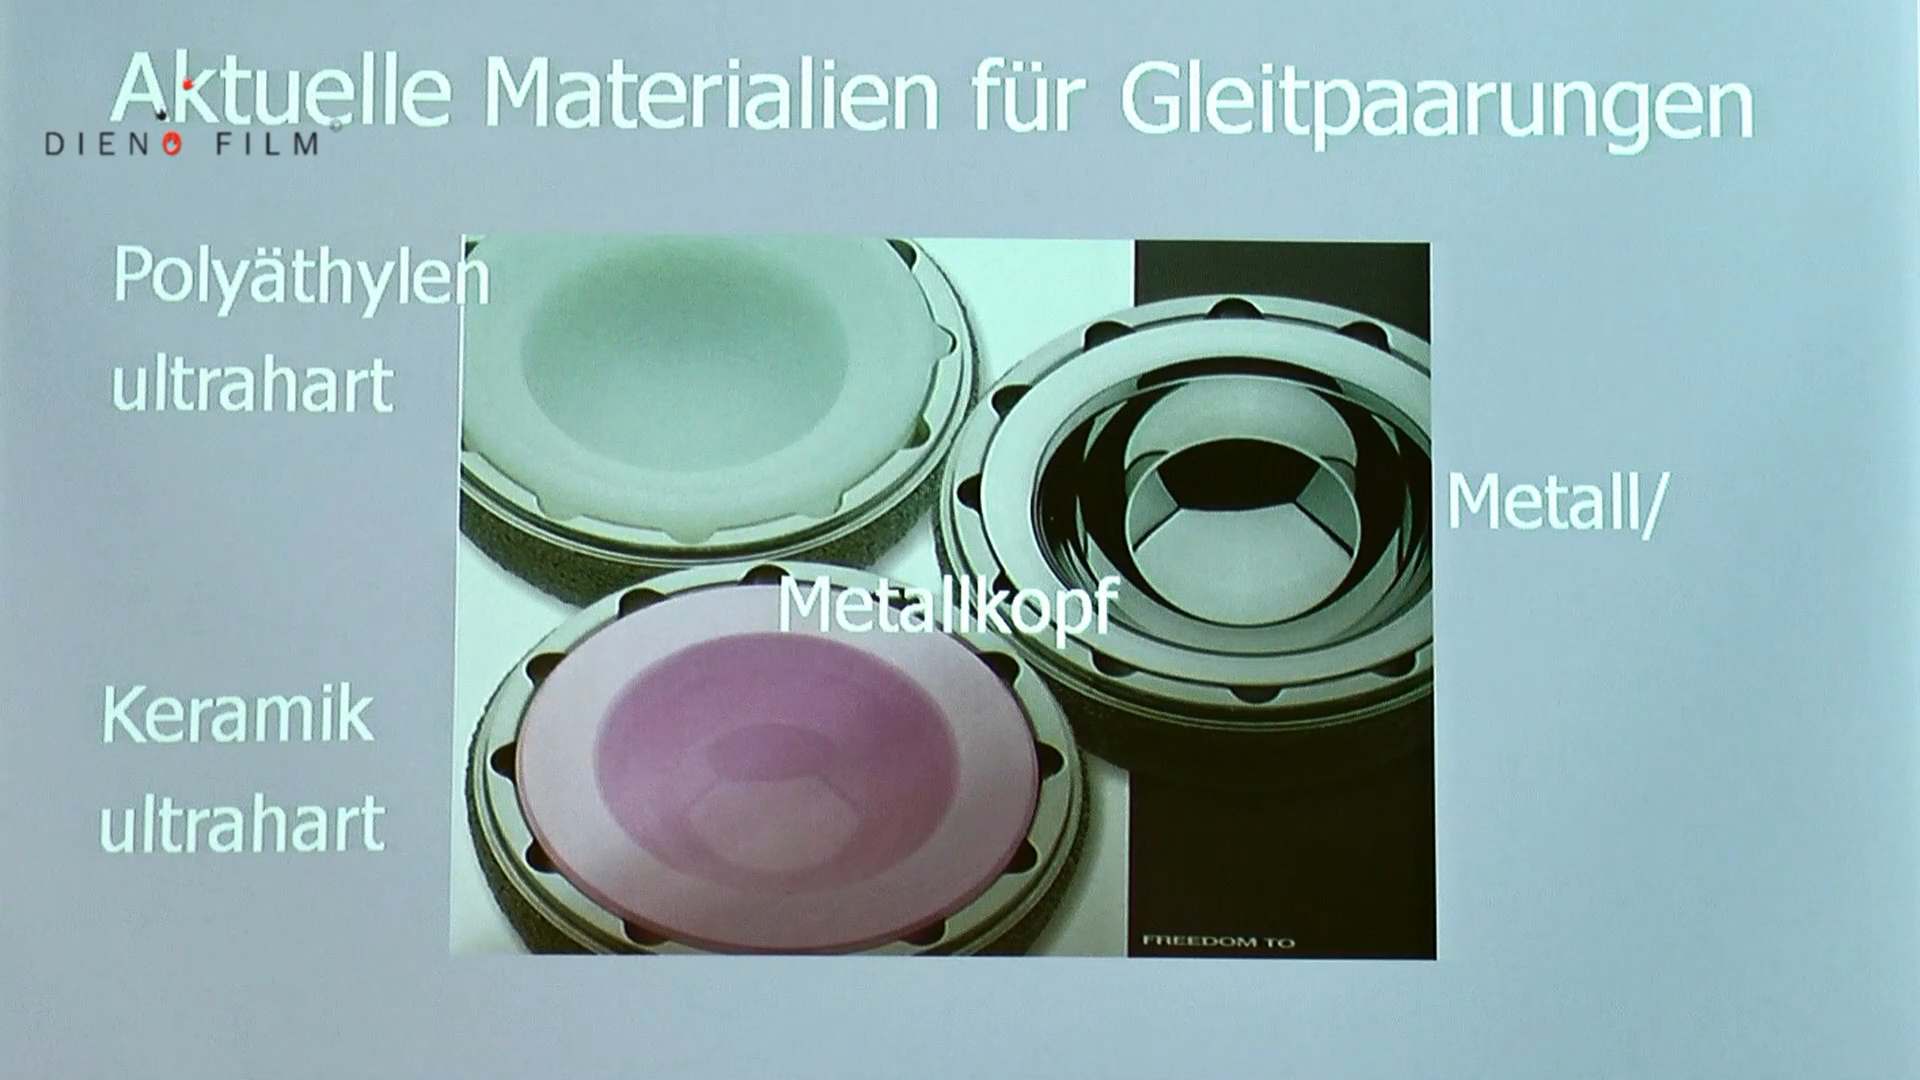 Aktuelle Materialien für Gleitpaarungen
DIENO FILM
Polyäthylen
ultrahart
Metall/
Metallkopf
Keramik
ultrahart
FREEDOM TO